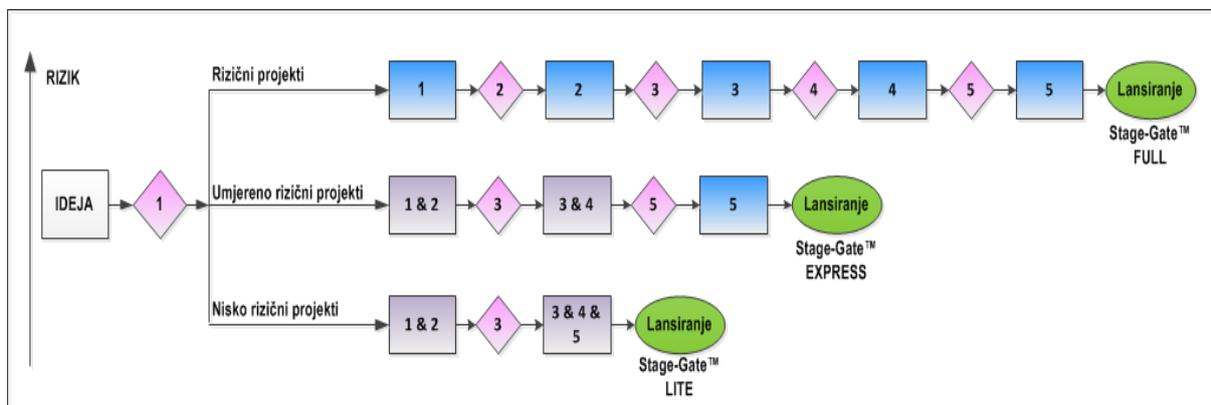 RIZIK
Rizični projekti
1
2
2
3
3
4
4
5
5
Lansiranje
Stage-Gate™
FULL
IDEJA
1
Umjereno rizični projekti
1 & 2
3
3 & 4
5
5
Lansiranje
Stage-Gate™
EXPRESS
Nisko rizični projekti
1 & 2
3
3 & 4 &
5
Lansiranje
Stage-Gate™
LITE